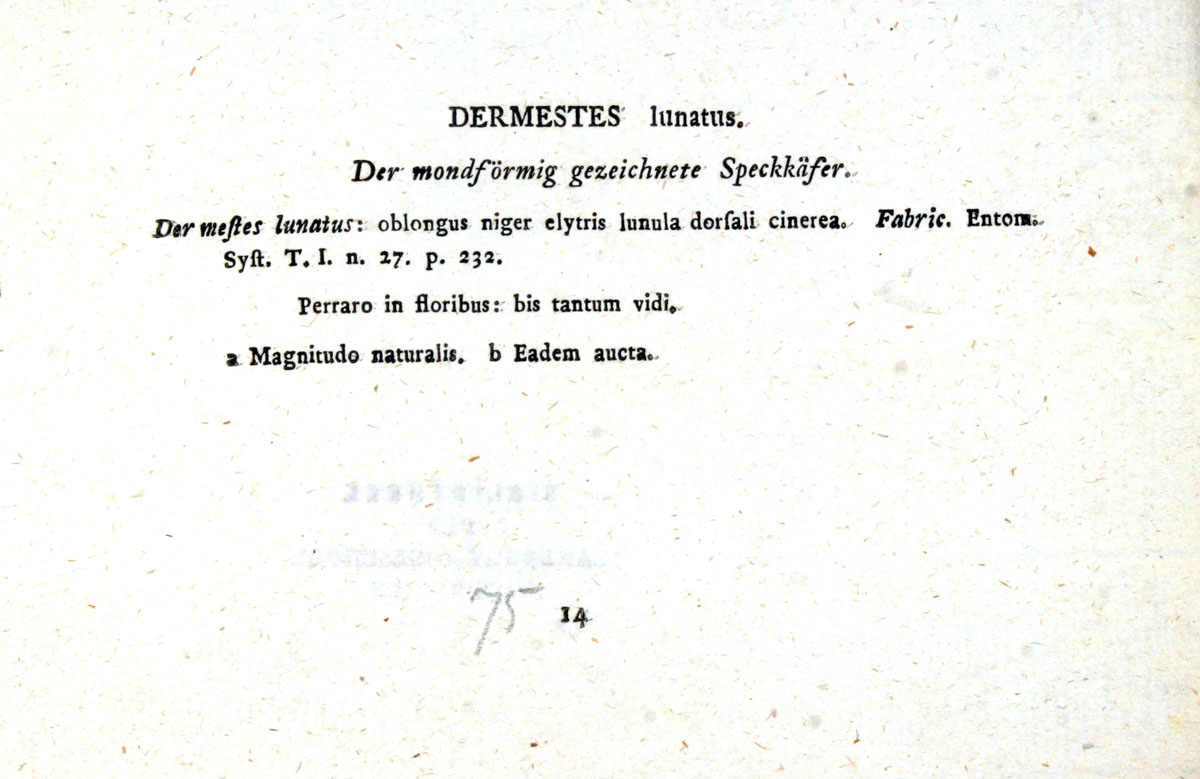 DERMESTES lunatus.
Der mondförmig gezeichnete Speckkäfer.
Dermeſtes lunatus: oblongus niger elytris lunula dorſali cinerea. Fabric. Entom.
Syſt. T. I. n. 27. p. 232.
Perraro in floribus: bis tantum vidi.
a Magnitudo naturalis. b Eadem aucta.
75 14